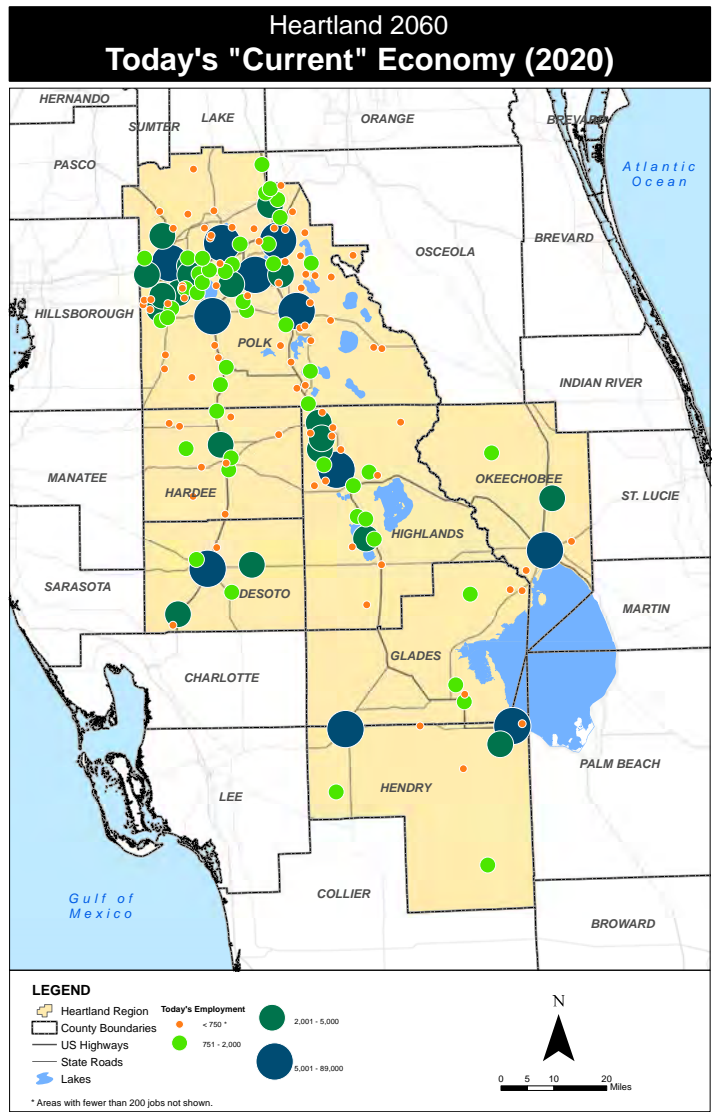 Heartland 2060
Today's "Current" Economy (2020)
HERNANDO
SUMTER
LAKE
ORANGE
BREVARD
PASCO
Atlantic
Ocean
OSCEOLA
BREVARD
HILLSBOROUGH
POLK
INDIAN RIVER
MANATEE
HARDEE
OKEECHOBEE
ST. LUCIE
HIGHLANDS
SARASOTA
DESOTO
MARTIN
GLADES
CHARLOTTE
PALM BEACH
LEE
HENDRY
Gulf of
Mexico
COLLIER
BROWARD
LEGEND
Heartland Region
County Boundaries
US Highways
State Roads
Lakes
Today's Employment
< 750 *
751 - 2,000
2,001 - 5,000
5,001 - 89,000
N
0 5 10 20
Miles
* Areas with fewer than 200 jobs not shown.